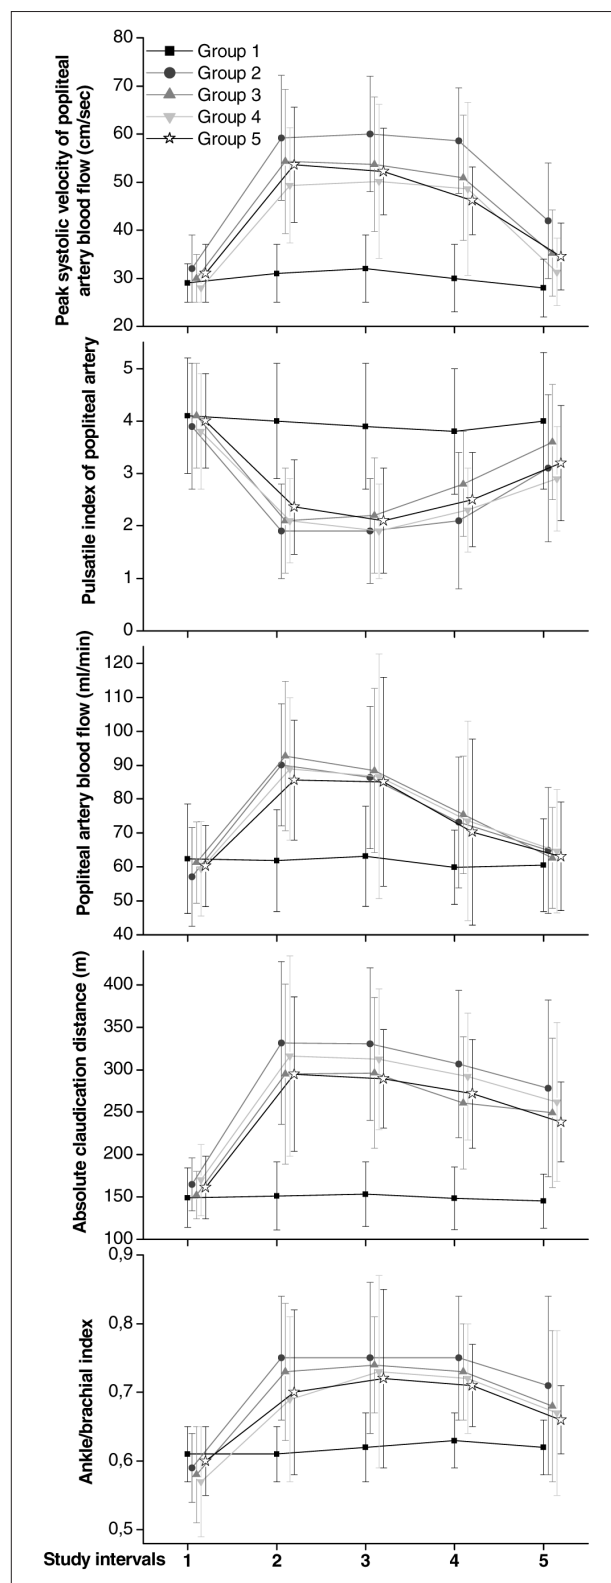 80
70
60
50
40
30
20
Peak systolic velocity of popliteal
artery blood flow (cm/sec)
Group 1
Group 2
Group 3
Group 4
Group 5
5
4
3
2
1
0
Pulsatile index of popliteal artery
120
110
100
90
80
70
60
50
40
Popliteal artery blood flow (ml/min)
400
350
300
250
200
150
100
Absolute claudication distance (m)
0,9
0,8
0,7
0,6
0,5
Ankle/brachial index
Study intervals 1 2 3 4 5